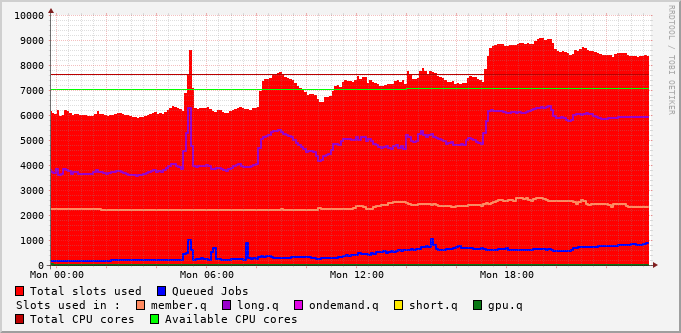 10000
9000
8000
7000
6000
5000
4000
3000
2000
1000
0
Mon 00:00 Mon 06:00 Mon 12:00 Mon 18:00
RRDTOOL / TOBI OETIKER
Total slots used Queued Jobs
Slots used in : member.q long.q ondemand.q short.q gpu.q
Total CPU cores Available CPU cores